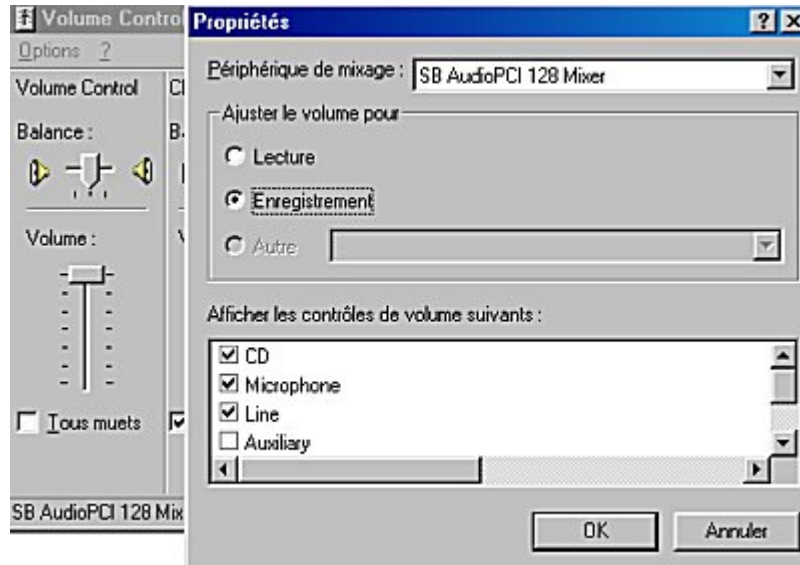 Volume Control
Options ?
Volume Control
Balance :
Volume :
Tous muets
SB AudioPCI 128 Mix
Propriétés
Périphérique de mixage : SB AudioPCI 128 Mixer
Ajuster le volume pour
Lecture
Enregistrement
Autre
Afficher les contrôles de volume suivants :
CD
Microphone
Line
Auxiliary
OK Annuler